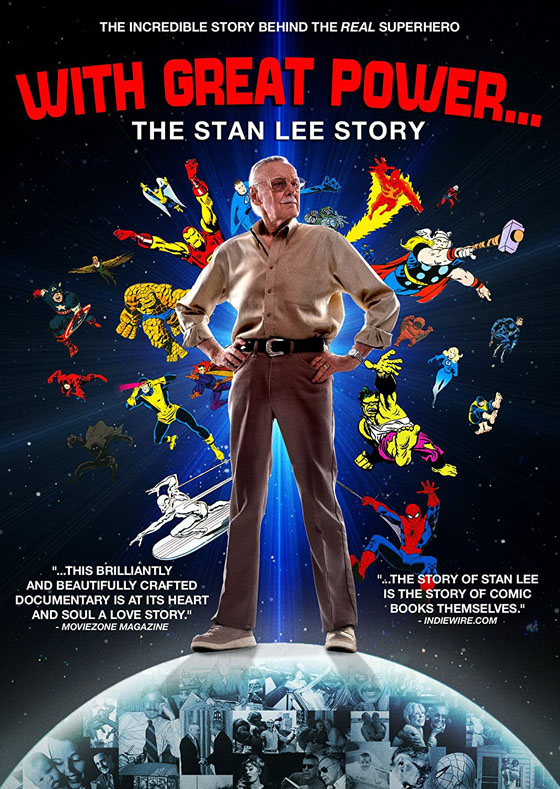 THE INCREDIBLE STORY BEHIND THE REAL SUPERHERO
WITH GREAT POWER...
THE STAN LEE STORY
"...THIS BRILLIANTLY
AND BEAUTIFULLY CRAFTED
DOCUMENTARY IS AT ITS HEART
AND SOUL A LOVE STORY."
- MOVIEZONE MAGAZINE
"...THE STORY OF STAN LEE
IS THE STORY OF COMIC
BOOKS THEMSELVES."
- INDIEWIRE.COM